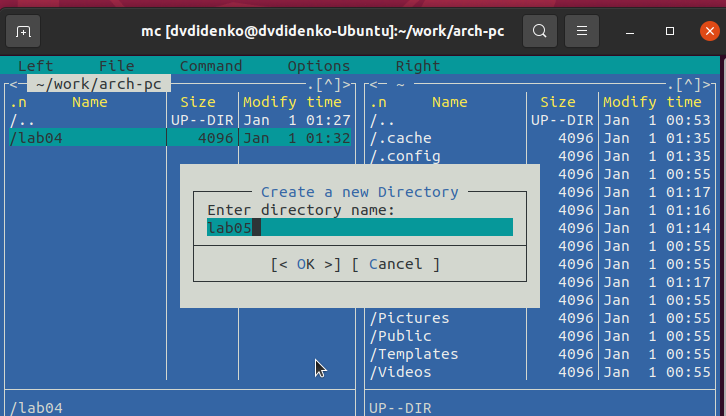 mc [dvdidenko@dvdidenko-Ubuntu]:~/work/arch-pc
Left File Command Options Right
<─ ~/work/arch-pc .[^]>
.n Name Size Modify time
/.. UP--DIR Jan 1 01:27
/lab04 4096 Jan 1 01:32
/lab04
<─ ~ .[^]>
.n Name Size Modify time
/.. UP--DIR Jan 1 00:53
/.cache 4096 Jan 1 01:35
/.config 4096 Jan 1 01:35
4096 Jan 1 00:55
4096 Jan 1 01:17
4096 Jan 1 01:16
4096 Jan 1 01:14
4096 Jan 1 00:55
4096 Jan 1 00:55
4096 Jan 1 01:17
4096 Jan 1 00:55
/Pictures 4096 Jan 1 00:55
/Public 4096 Jan 1 00:55
/Templates 4096 Jan 1 00:55
/Videos 4096 Jan 1 00:55
UP--DIR
Create a new Directory
Enter directory name:
lab05
[< OK >] [ Cancel ]